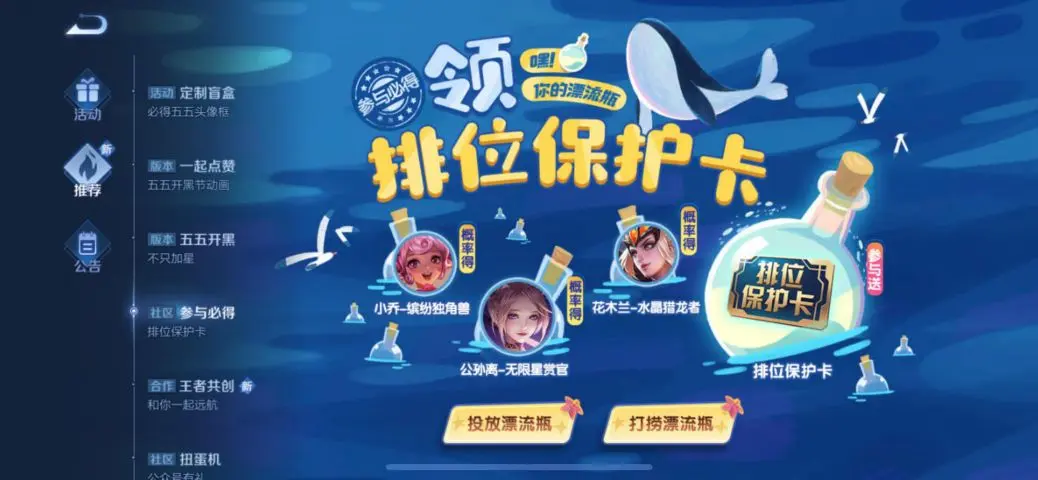 活动
推荐
新
公告
活动 定制盲盒
必得五五头像框
版本 一起点赞
五五开黑节动画
版本 五五开黑
不只加星
社区 参与必得
排位保护卡
合作 王者共创 新
和你一起远航
社区 扭蛋机
公众号有礼
参与必得
领
嘿!
你的漂流瓶
排位保护卡
概率得
小乔-缤纷独角兽
概率得
公孙离-无限星赏官
概率得
花木兰-水晶猎龙者
排位
保护卡
参与送
排位保护卡
投放漂流瓶
打捞漂流瓶